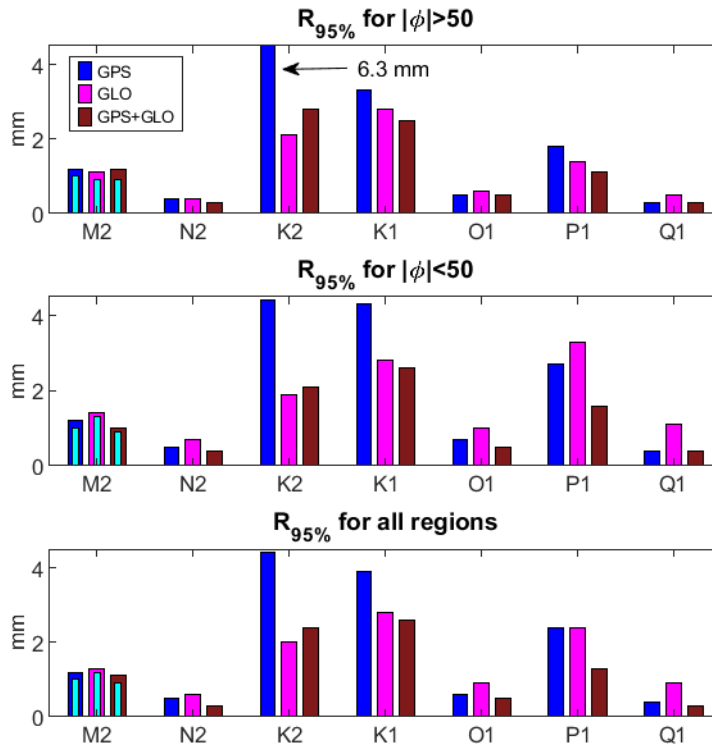 R95% for |ϕ|>50
4
2
0
mm
GPS
GLO
GPS+GLO
6.3 mm
M2 N2 K2 K1 O1 P1 Q1
R95% for |ϕ|<50
4
2
0
mm
M2 N2 K2 K1 O1 P1 Q1
R95% for all regions
4
2
0
mm
M2 N2 K2 K1 O1 P1 Q1